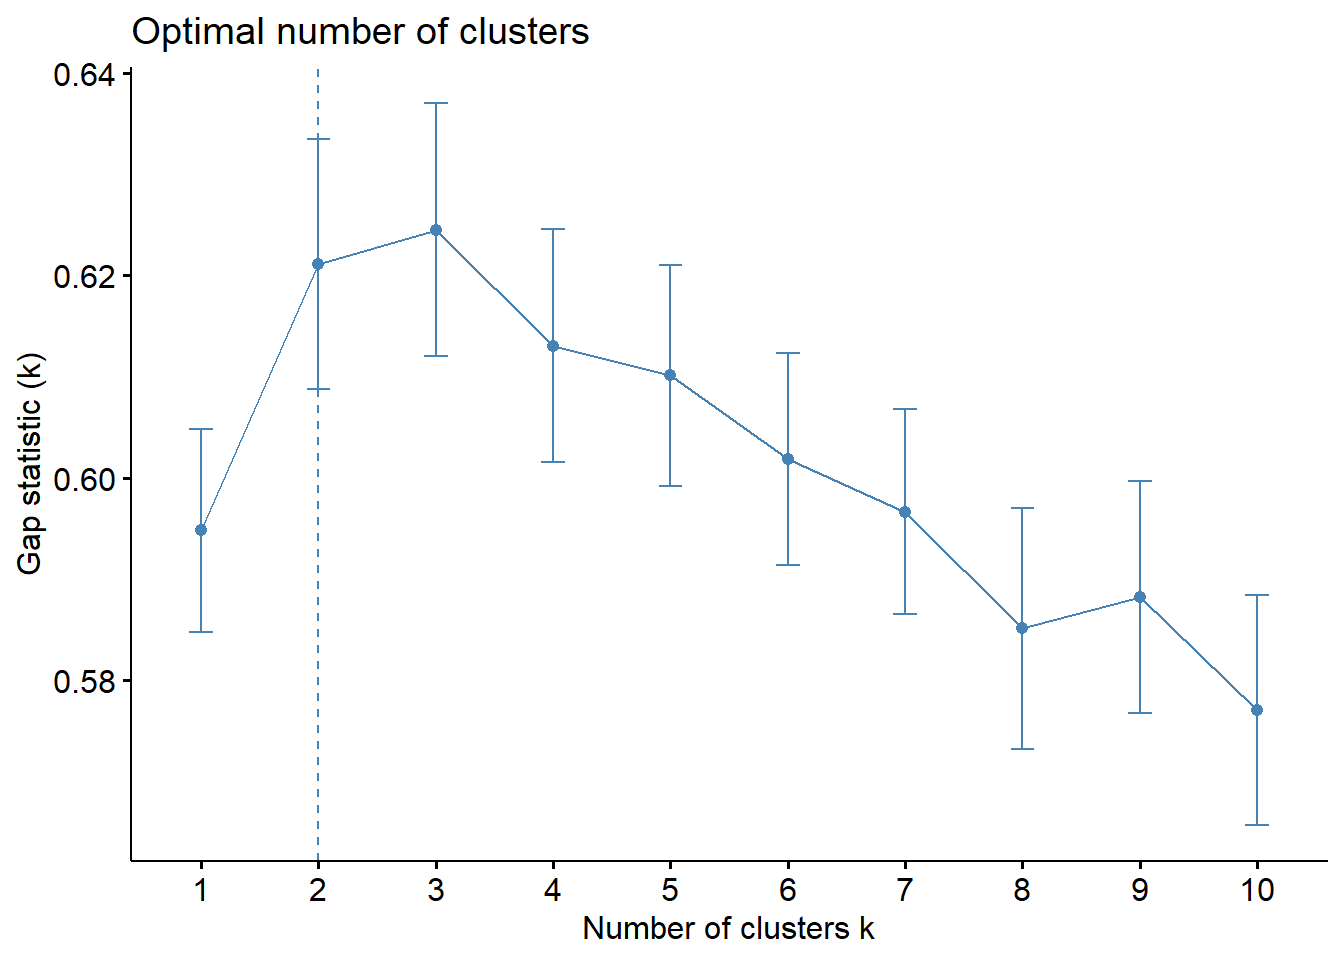 Optimal number of clusters
0.64
0.62
0.60
0.58
Gap statistic (k)
1 2 3 4 5 6 7 8 9 10
Number of clusters k